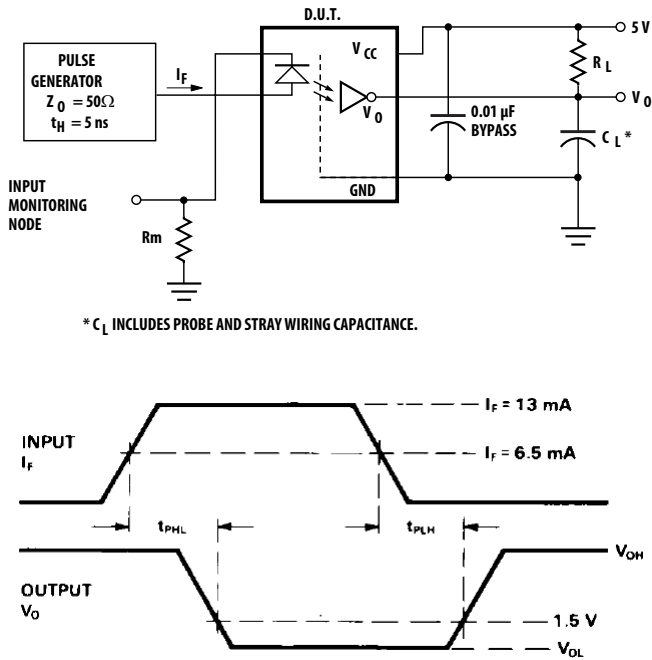 D.U.T.
PULSE
GENERATOR
Z O = 50Ω
t H = 5 ns
I F
V CC
V O
GND
0.01 µF
BYPASS
5 V
R L
V O
C L *
INPUT
MONITORING
NODE
Rm
* C L INCLUDES PROBE AND STRAY WIRING CAPACITANCE.
INPUT
I F
I F = 13 mA
I F = 6.5 mA
t PHL
t PLH
OUTPUT
V O
V OH
1.5 V
V OL